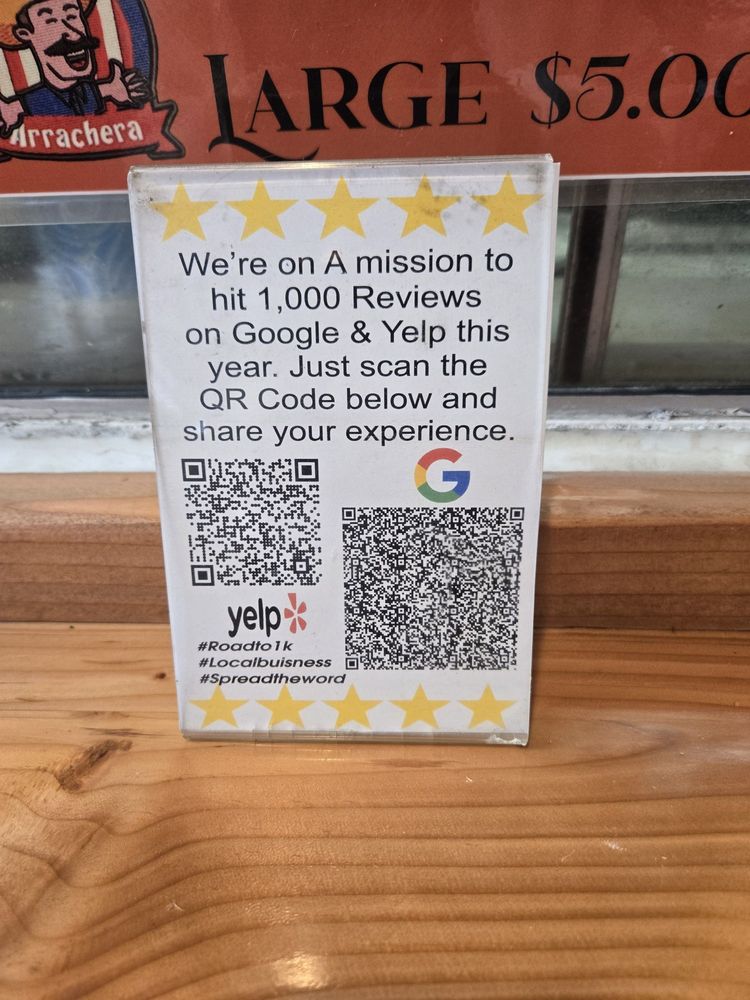 Arrachera
LARGE $5.00
We're on A mission to
hit 1,000 Reviews
on Google & Yelp this
year. Just scan the
QR Code below and
share your experience.
G
yelp
#Roadto1k
#Localbuisness
#Spreadtheword